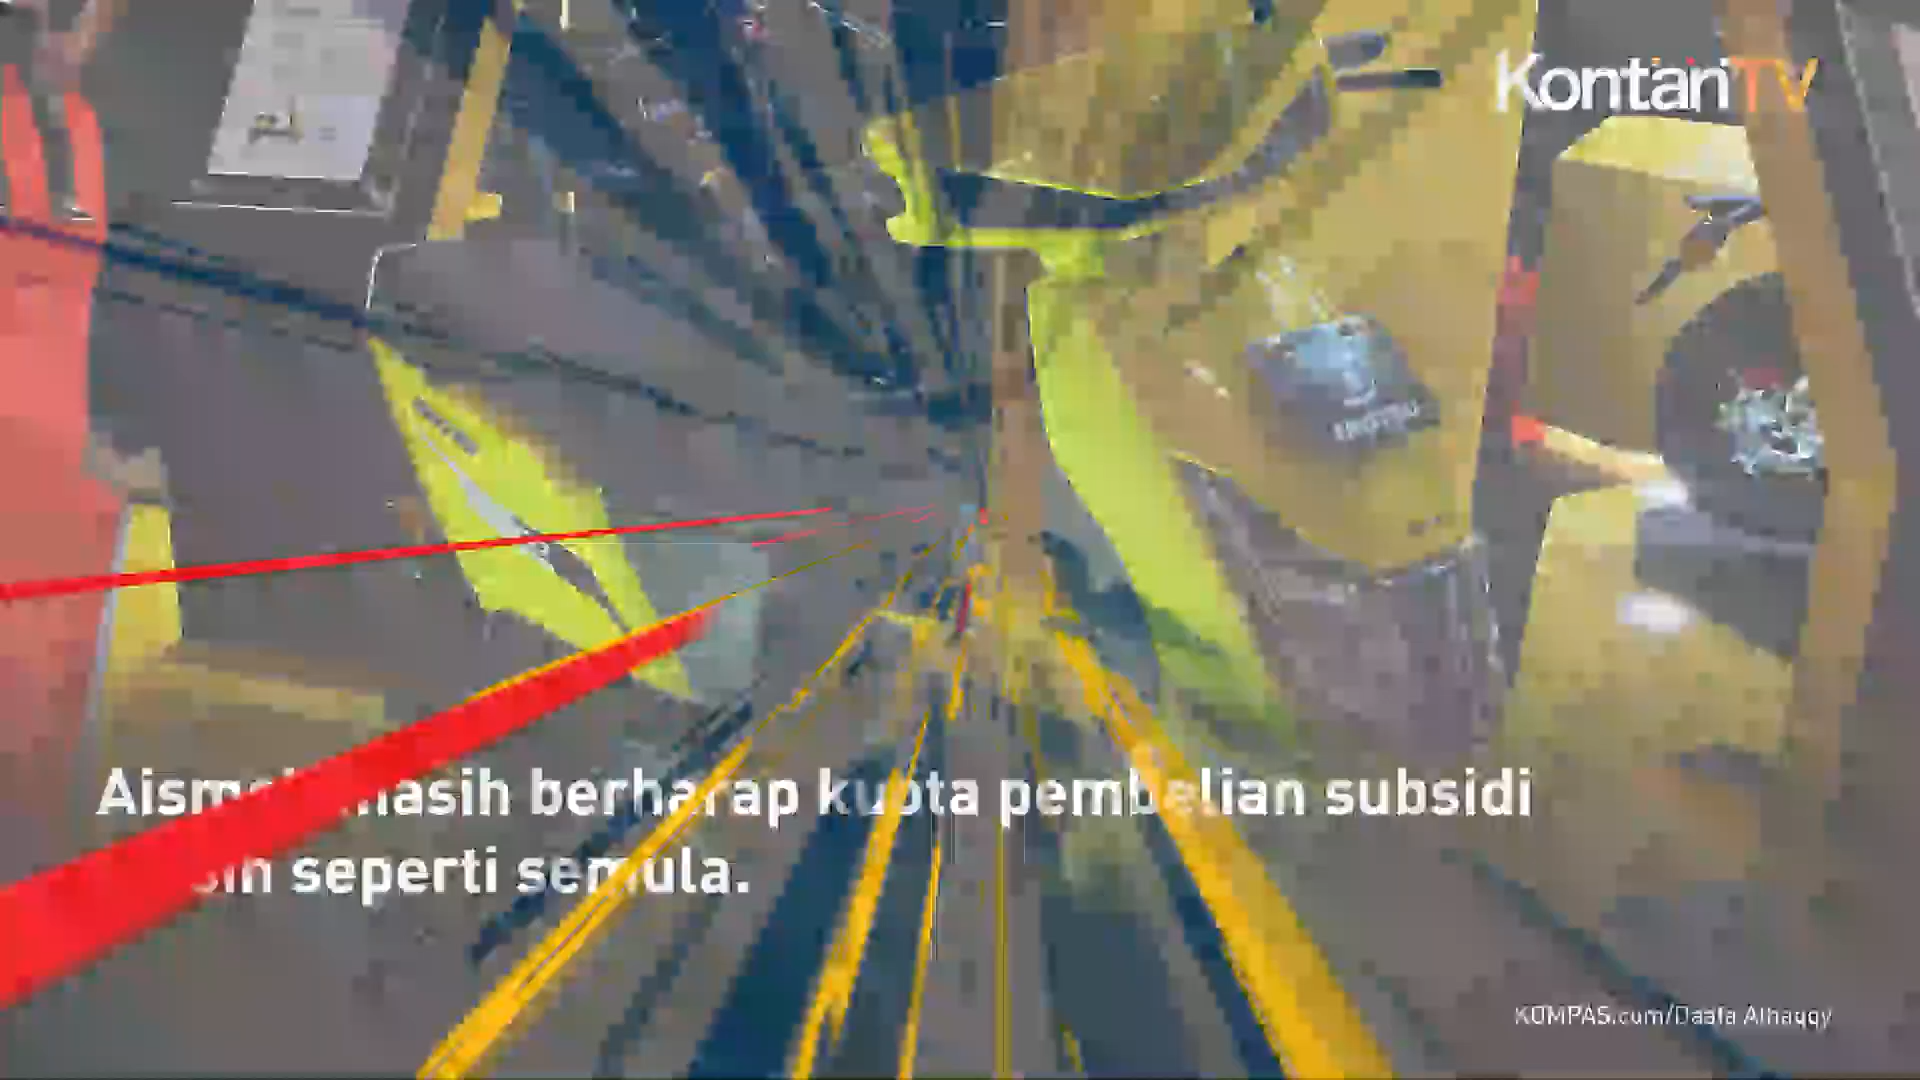 KontanTV
masih berharap kuota pembelian subsidi
seperti semula.
KOMPAS.com/Daafa Alhaqqy